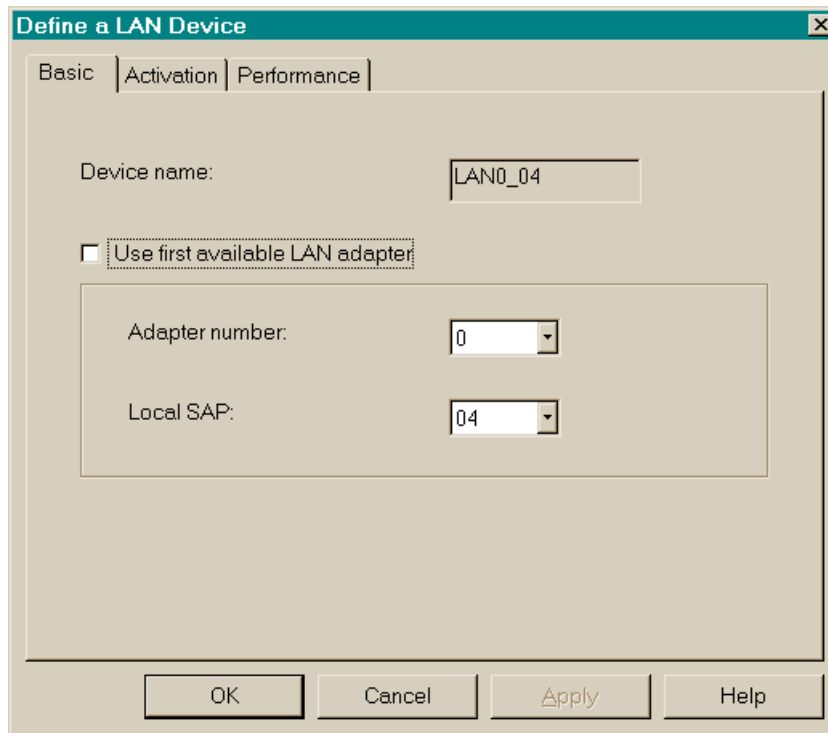 Define a LAN Device
Basic Activation Performance
Device name: LAN0_04
Use first available LAN adapter
Adapter number: 0
Local SAP: 04
OK Cancel Apply Help